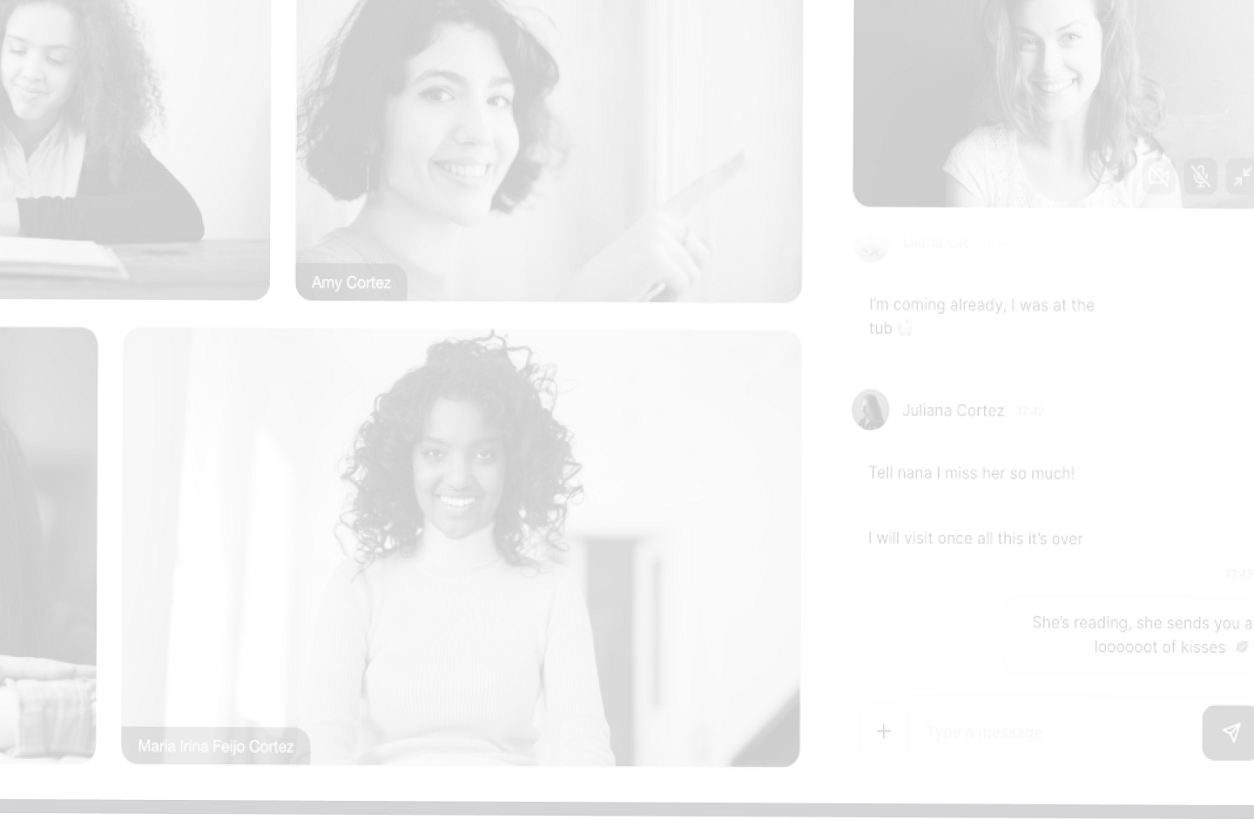 Amy Cortez
Maria Irina Feijo Cortez
Diana GR
I'm coming already, I was at the
tub
Juliana Cortez 17:42
Tell nana I miss her so much!
I will visit once all this it's over
17:43
She's reading, she sends you a
loooooot of kisses
Type a message